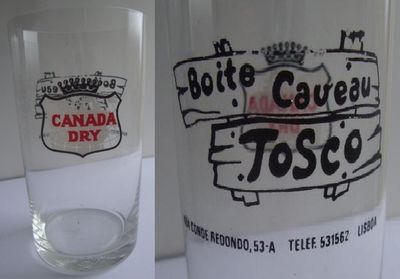 CANADA
DRY
Boite Caveau
Tosco
CONDE REDONDO, 53-A TELEF. 531562 LISBOA